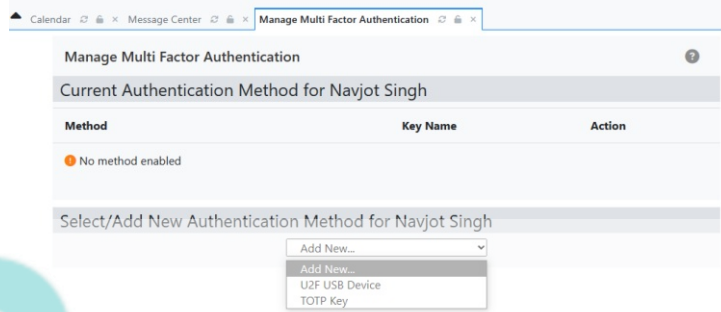 Calendar Message Center Manage Multi Factor Authentication
Manage Multi Factor Authentication
Current Authentication Method for Navjot Singh
Method Key Name Action
No method enabled
Select/Add New Authentication Method for Navjot Singh
Add New...
Add New...
U2F USB Device
TOTP Key